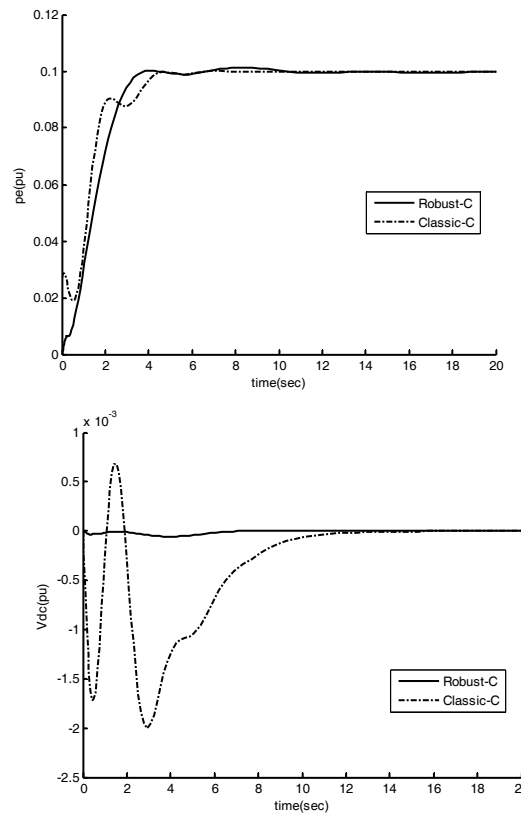 0.12
0.1
0.08
0.06
0.04
0.02
0
pe(pu)
Robust-C
Classic-C
0 2 4 6 8 10 12 14 16 18 20
time(sec)
x 10⁻³
1
0.5
0
-0.5
-1
-1.5
-2
-2.5
Vdc(pu)
Robust-C
Classic-C
0 2 4 6 8 10 12 14 16 18 20
time(sec)